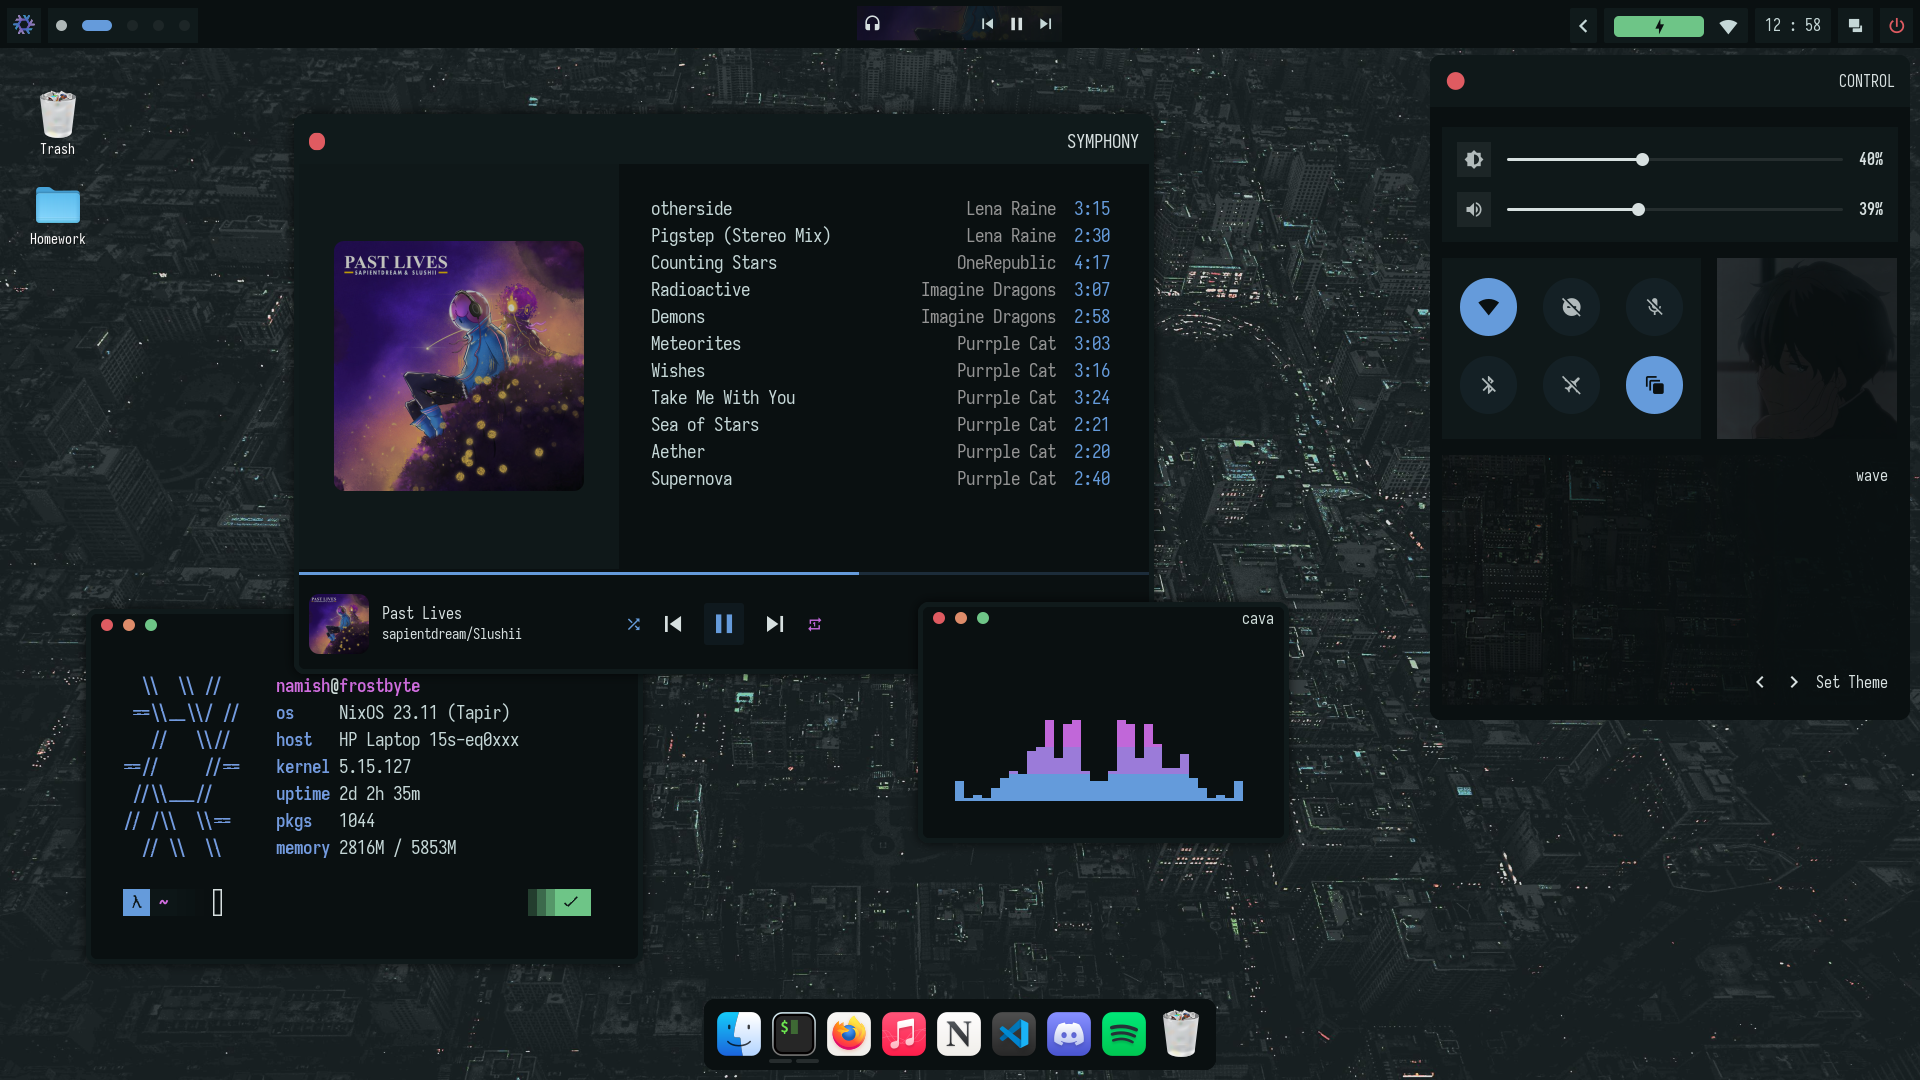 12 : 58
Trash
Homework
SYMPHONY
PAST LIVES
SAPIENTDREAM & SLUSHII
otherside Lena Raine 3:15
Pigstep (Stereo Mix) Lena Raine 2:30
Counting Stars OneRepublic 4:17
Radioactive Imagine Dragons 3:07
Demons Imagine Dragons 2:58
Meteorites Purrple Cat 3:03
Wishes Purrple Cat 3:16
Take Me With You Purrple Cat 3:24
Sea of Stars Purrple Cat 2:21
Aether Purrple Cat 2:20
Supernova Purrple Cat 2:40
PAST LIVES
Past Lives
sapientdream/Slushii
CONTROL
40%
39%
wave
Set Theme
cava
namish@frostbyte
os NixOS 23.11 (Tapir)
host HP Laptop 15s-eq0xxx
kernel 5.15.127
uptime 2d 2h 35m
pkgs 1044
memory 2816M / 5853M
λ ~
$
N